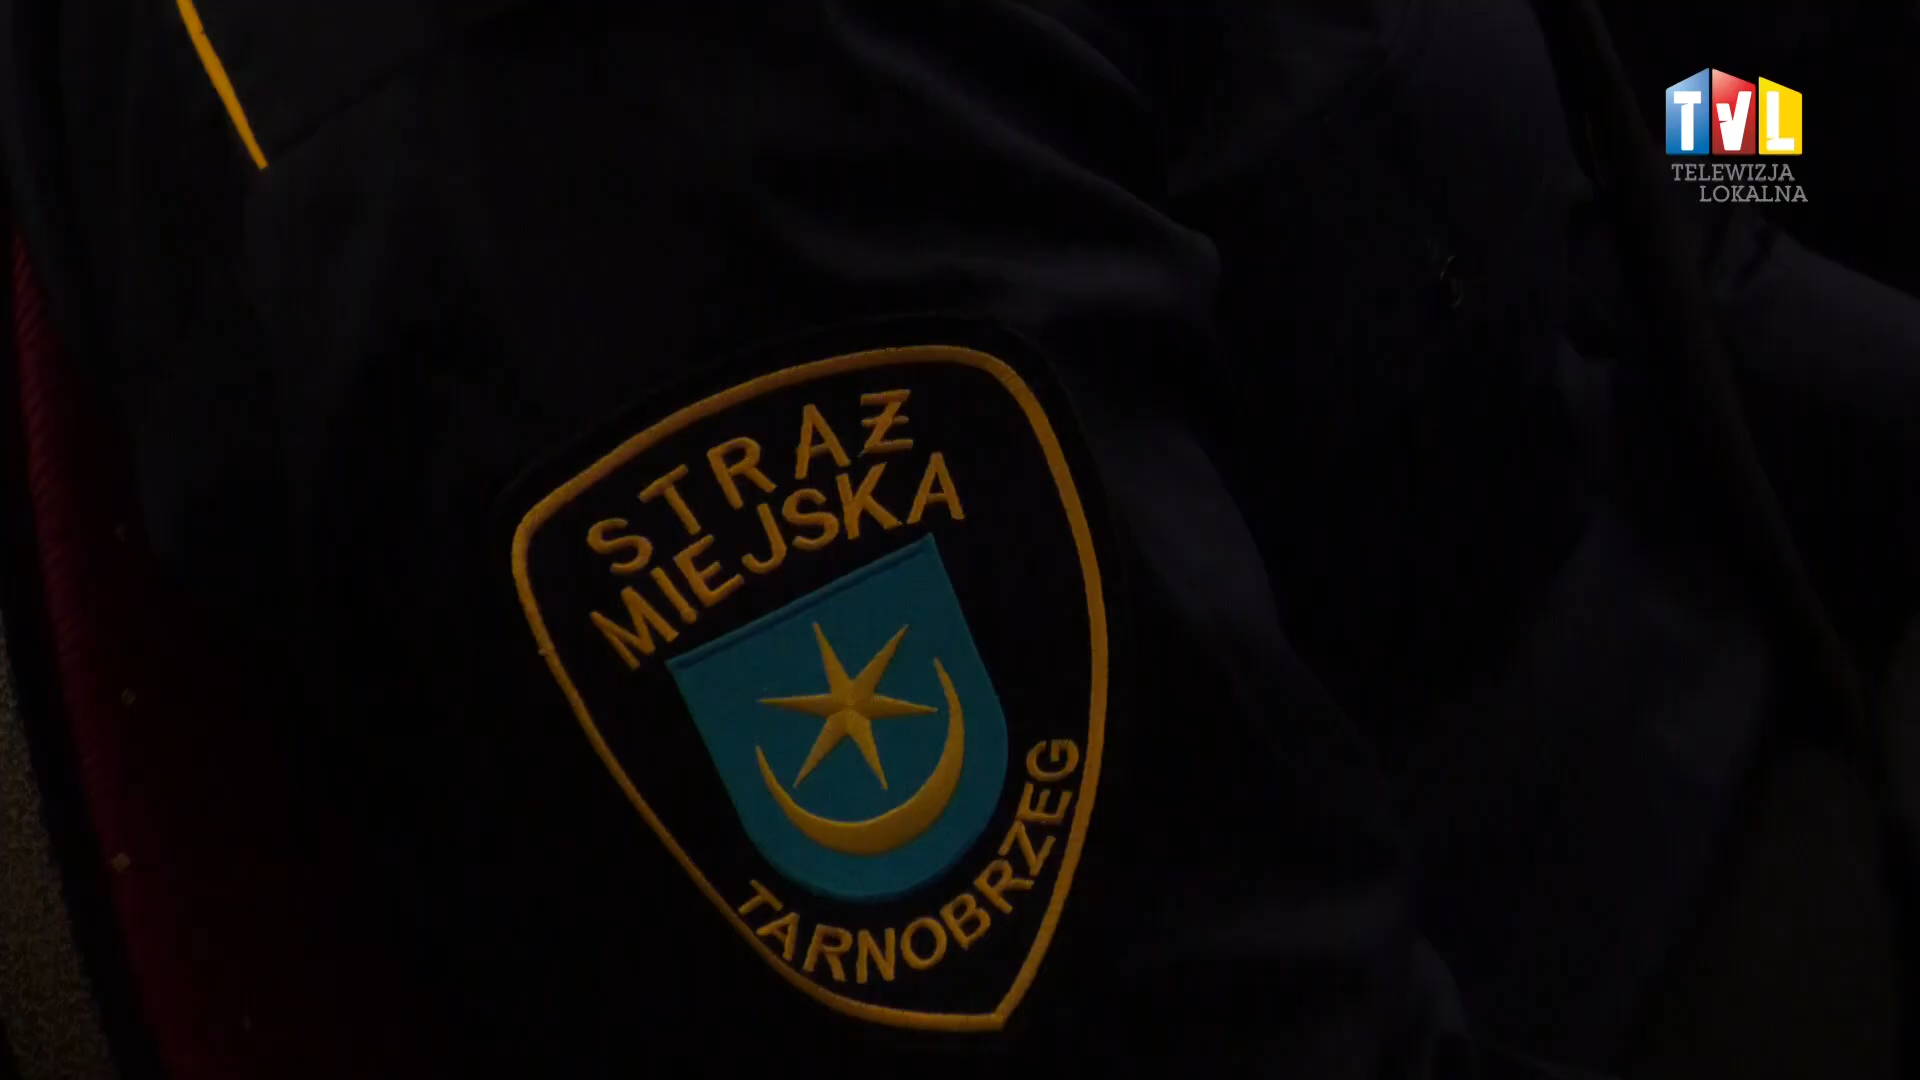 STRAŻ
MIEJSKA
TARNOBRZEG
TVL
TELEWIZJA
LOKALNA